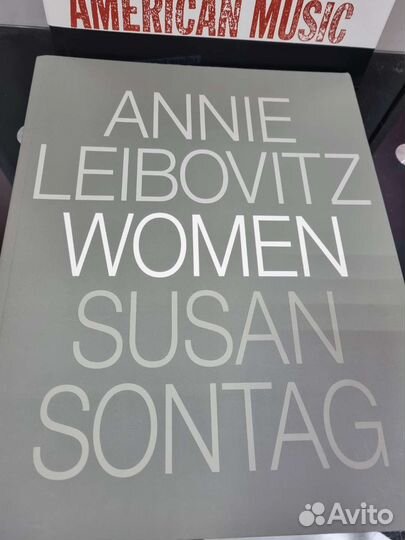 AMERICAN MUSIC
ANNIE
LEIBOVITZ
WOMEN
SUSAN
SONTAG
Avito